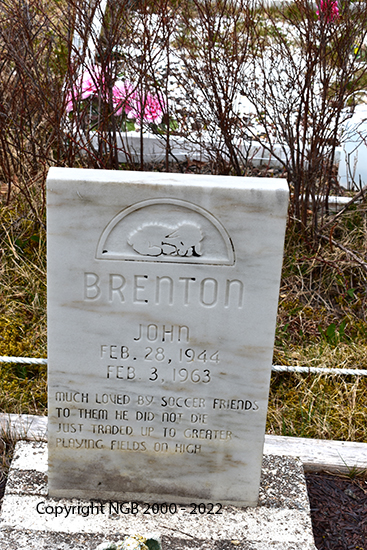 BRENTON
JOHN
FEB. 28, 1944
FEB. 3, 1963
MUCH LOVED BY SOCCER FRIENDS
TO THEM HE DID NOT DIE
JUST TRADED UP TO GREATER
PLAYING FIELDS ON HIGH
Copyright NGB 2000 - 2022